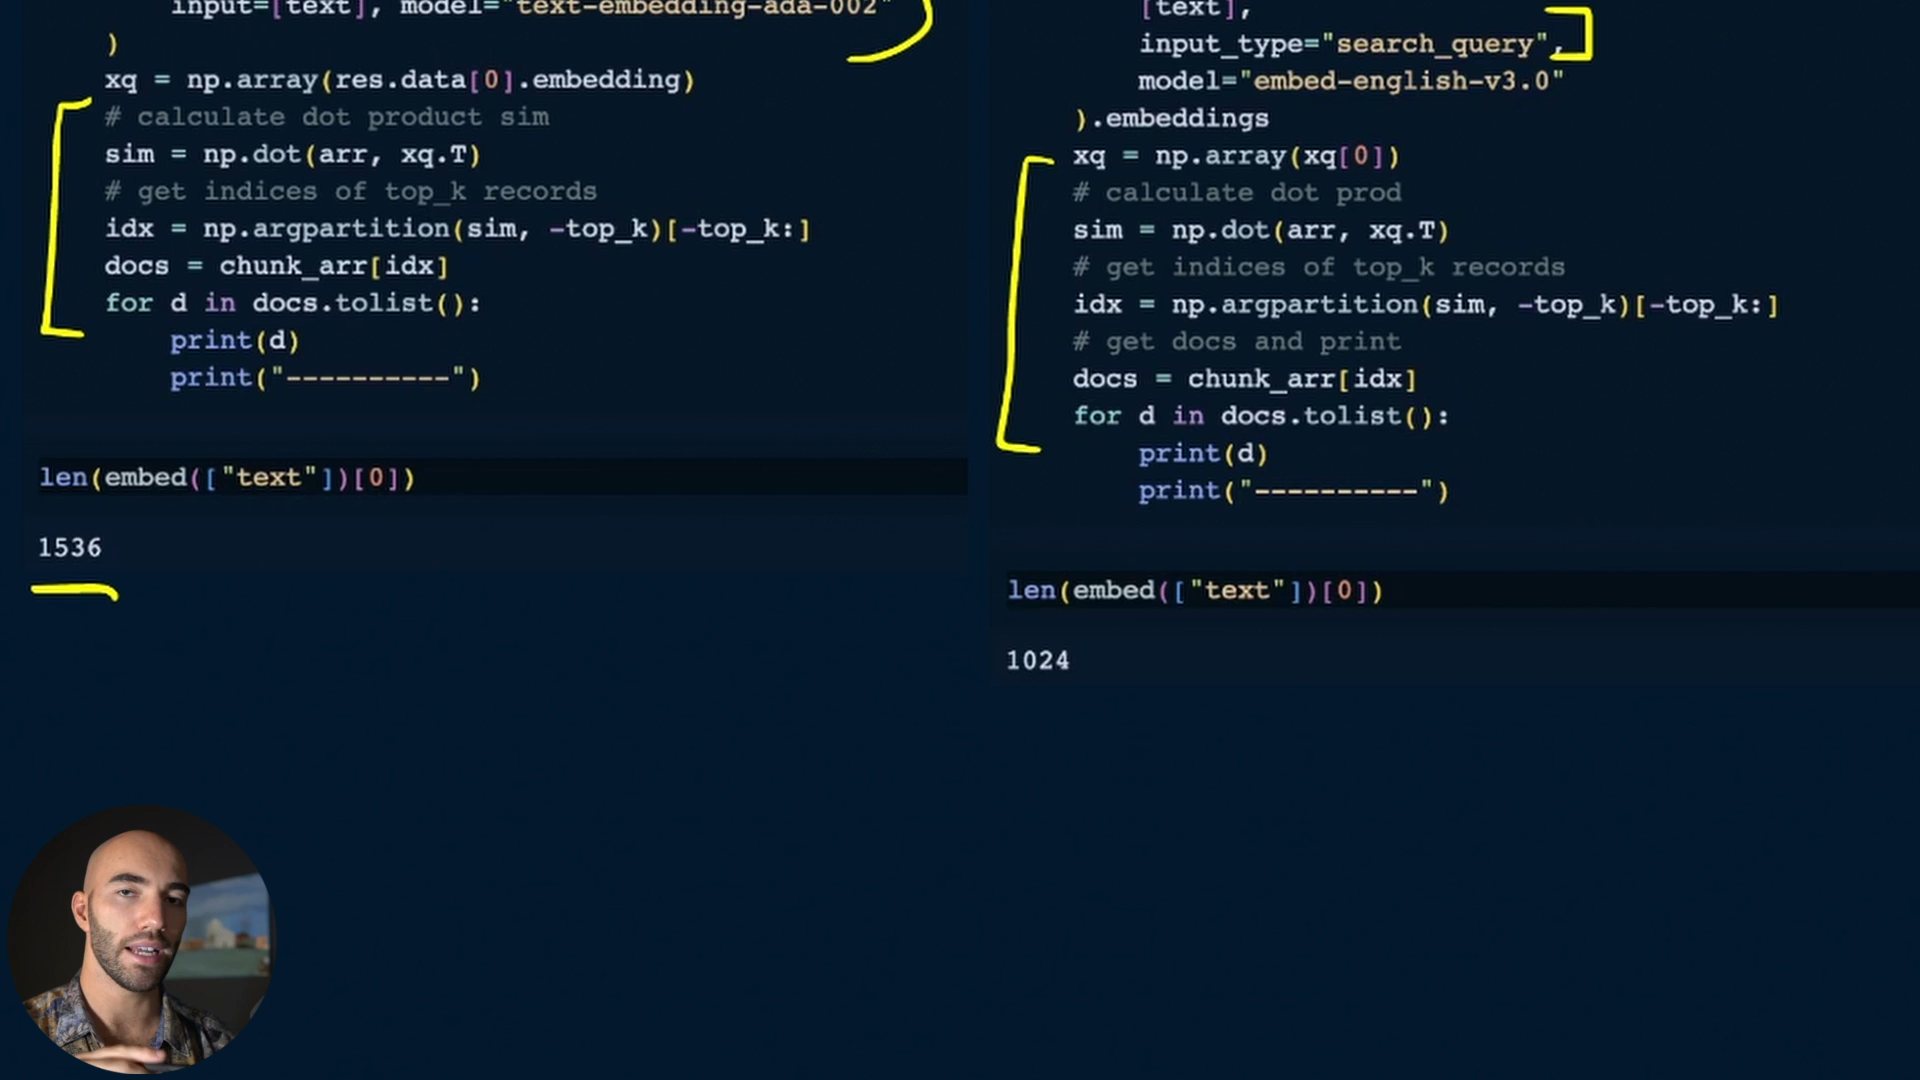 input=[text], model="text-embedding-ada-002"
)
xq = np.array(res.data[0].embedding)
# calculate dot product sim
sim = np.dot(arr, xq.T)
# get indices of top_k records
idx = np.argpartition(sim, -top_k)[-top_k:]
docs = chunk_arr[idx]
for d in docs.tolist():
print(d)
print("----------")
len(embed(["text"])[0])
1536
[text],
input_type="search_query",
model="embed-english-v3.0"
).embeddings
xq = np.array(xq[0])
# calculate dot prod
sim = np.dot(arr, xq.T)
# get indices of top_k records
idx = np.argpartition(sim, -top_k)[-top_k:]
# get docs and print
docs = chunk_arr[idx]
for d in docs.tolist():
print(d)
print("----------")
len(embed(["text"])[0])
1024